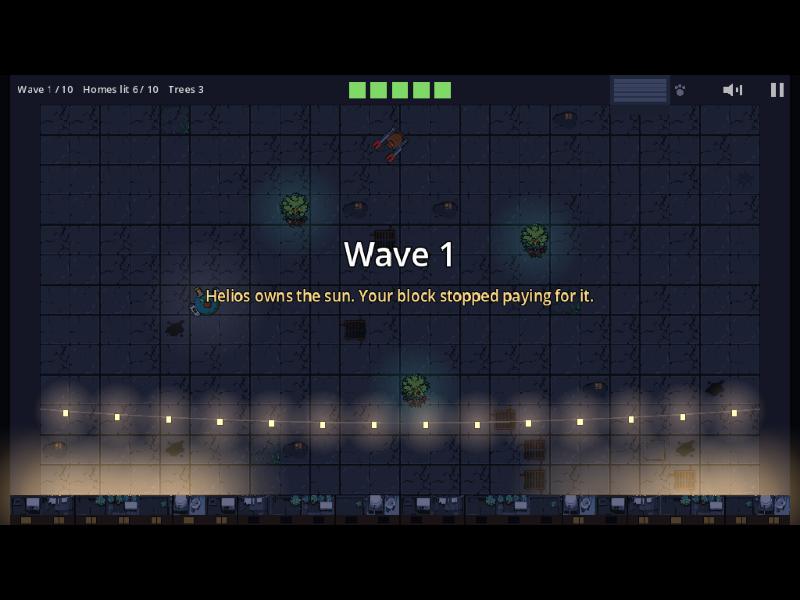 Wave 1 / 10 Homes lit 6 / 10 Trees 3
Wave 1
Helios owns the sun. Your block stopped paying for it.